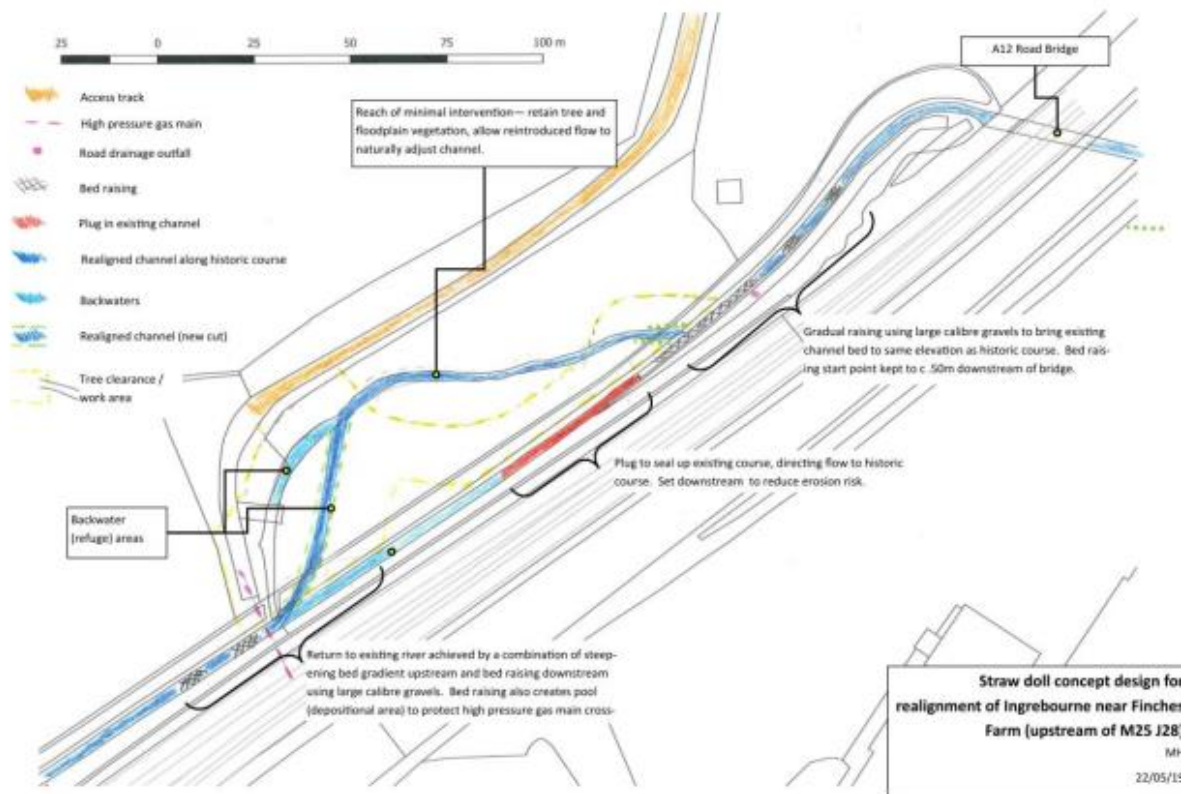 25 0 25 50 75 100 m
A12 Road Bridge
Access track
High pressure gas main
Road drainage outfall
Bed raising
Plug in existing channel
Realigned channel along historic course
Backwaters
Realigned channel (new cut)
Tree clearance /
work area
Reach of minimal intervention— retain tree and
floodplain vegetation, allow reintroduced flow to
naturally adjust channel.
Gradual raising using large calibre gravels to bring existing
channel bed to same elevation as historic course. Bed rais-
ing start point kept to c .50m downstream of bridge.
Plug to seal up existing course, directing flow to historic
course. Set downstream to reduce erosion risk.
Backwater
(refuge) areas
Return to existing river achieved by a combination of steep-
ening bed gradient upstream and bed raising downstream
using large calibre gravels. Bed raising also creates pool
(depositional area) to protect high pressure gas main cross-
Straw doll concept design for
realignment of Ingrebourne near Finches
Farm (upstream of M25 J28)
MH
22/05/19